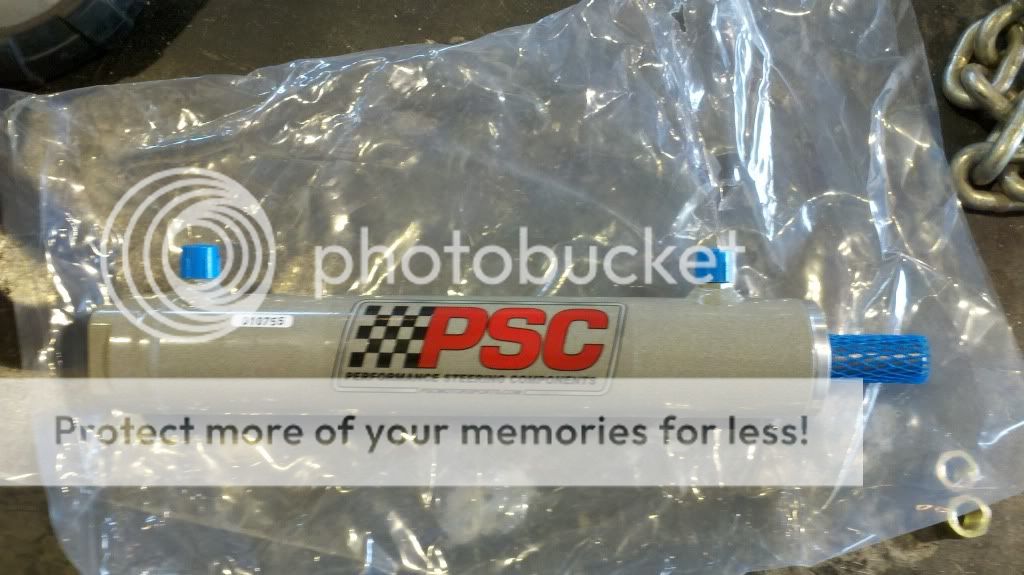 photobucket
010755
PSC
PERFORMANCE STEERING COMPONENTS
Protect more of your memories for less!